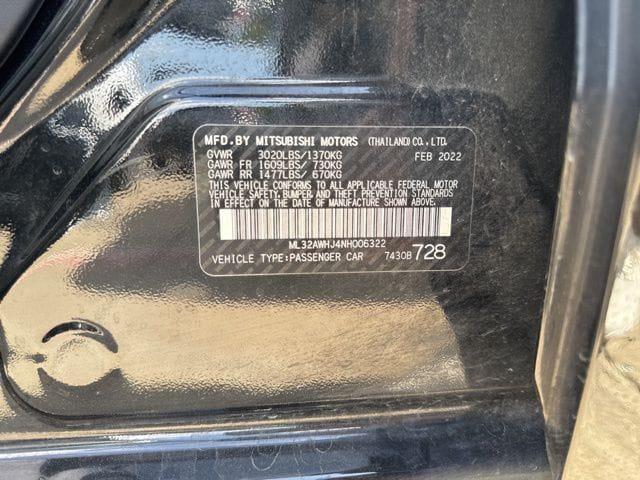 MFD.BY MITSUBISHI MOTORS (THAILAND) CO., LTD.
GVWR 3020LBS/1370KG FEB 2022
GAWR FR 1609LBS/ 730KG
GAWR RR 1477LBS/ 670KG
THIS VEHICLE CONFORMS TO ALL APPLICABLE FEDERAL MOTOR
VEHICLE SAFETY, BUMPER AND THEFT PREVENTION STANDARDS
IN EFFECT ON THE DATE OF MANUFACTURE SHOWN ABOVE.
ML32AWHJ4NH006322
VEHICLE TYPE:PASSENGER CAR 7430B 728